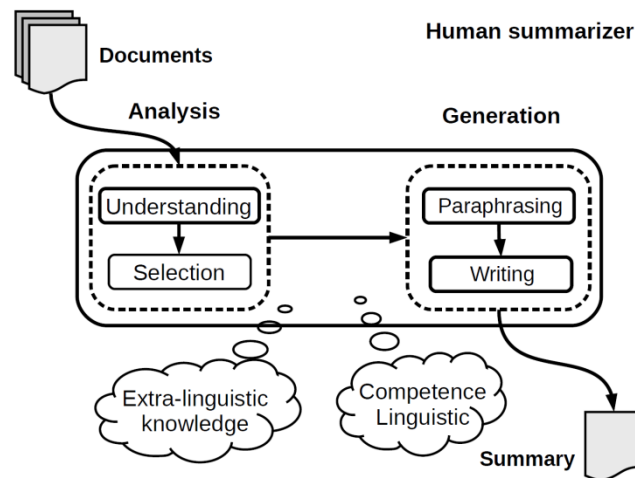 Human summarizer
Documents
Analysis
Generation
Understanding
Selection
Paraphrasing
Writing
Extra-linguistic
knowledge
Competence
Linguistic
Summary